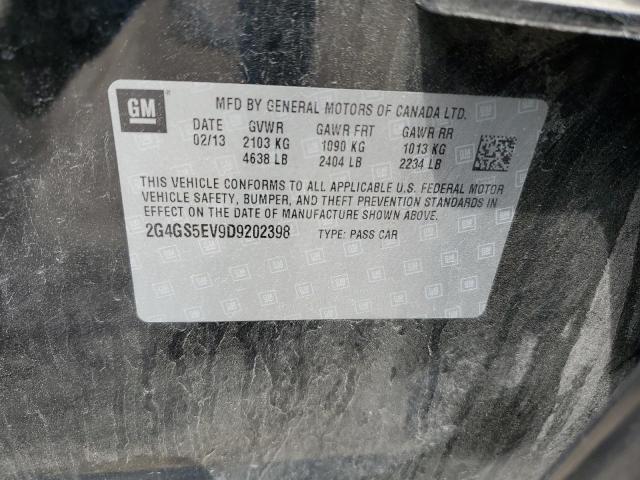 GM
MFD BY GENERAL MOTORS OF CANADA LTD.
DATE GVWR GAWR FRT GAWR RR
02/13 2103 KG 1090 KG 1013 KG
4638 LB 2404 LB 2234 LB
THIS VEHICLE CONFORMS TO ALL APPLICABLE U.S. FEDERAL MOTOR
VEHICLE SAFETY, BUMPER, AND THEFT PREVENTION STANDARDS IN
EFFECT ON THE DATE OF MANUFACTURE SHOWN ABOVE.
2G4GS5EV9D9202398 TYPE: PASS CAR